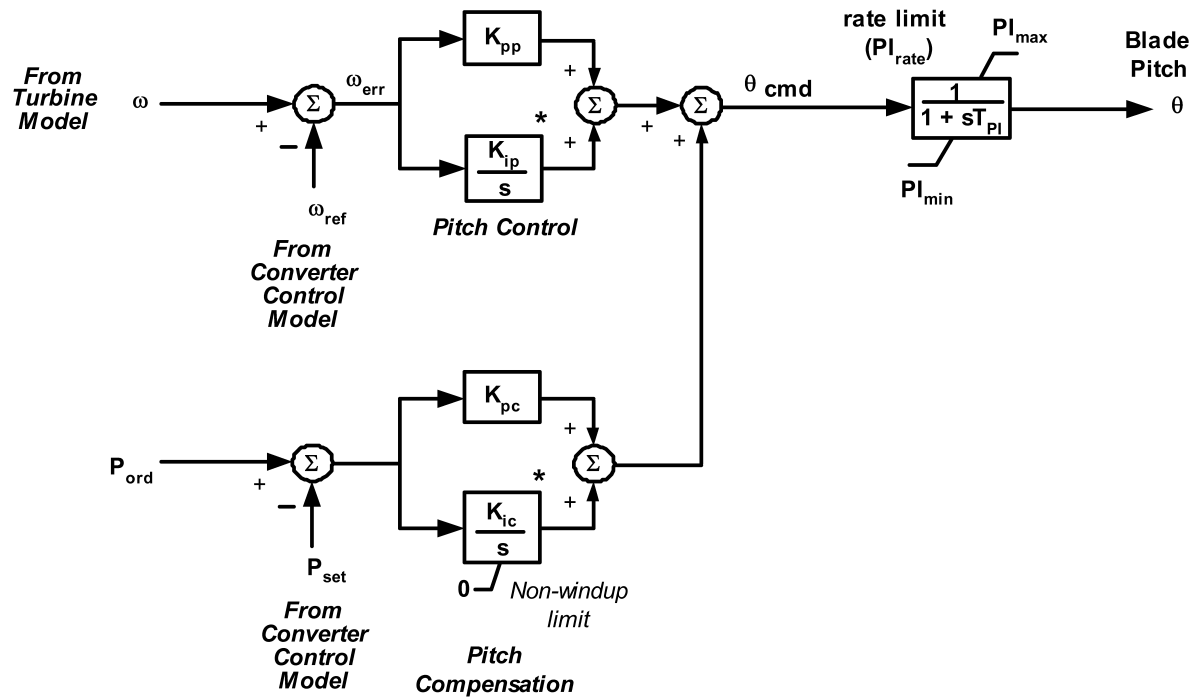 From
Turbine
Model
ω
+
−
Σ
ω_err
ω_ref
From
Converter
Control
Model
K_pp
K_ip
s
*
Pitch Control
+
+
Σ
+
+
Σ
θ cmd
rate limit
(PI_rate)
PI_max
1
1 + sT_PI
PI_min
Blade
Pitch
θ
P_ord
+
−
Σ
P_set
From
Converter
Control
Model
K_pc
K_ic
s
*
0
Non-windup
limit
+
+
Σ
Pitch
Compensation